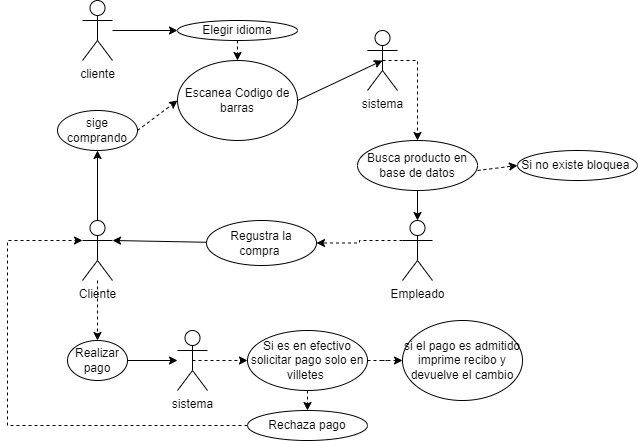 Elegir idioma
cliente
Escanea Codigo de
barras
sistema
sige
comprando
Busca producto en
base de datos
Si no existe bloquea
Regustra la
compra
Cliente
Empleado
Realizar
pago
sistema
Si es en efectivo
solicitar pago solo en
villetes
si el pago es admitido
imprime recibo y
devuelve el cambio
Rechaza pago